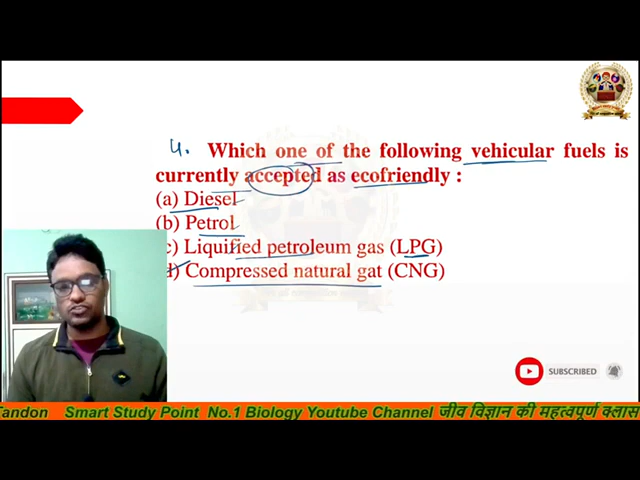 4. Which one of the following vehicular fuels is
currently accepted as ecofriendly :
(a) Diesel
(b) Petrol
c) Liquified petroleum gas (LPG)
d) Compressed natural gat (CNG)
SUBSCRIBED
Tandon Smart Study Point No.1 Biology Youtube Channel जीव विज्ञान की महत्वपूर्ण क्लास